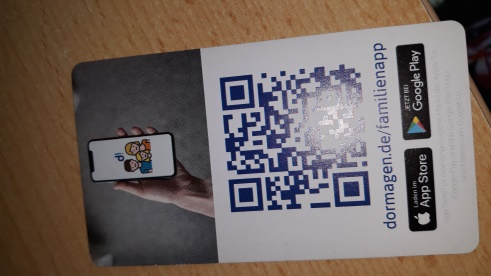 dormagen.de/familienapp
Laden im
App Store
JETZT BEI
Google Play